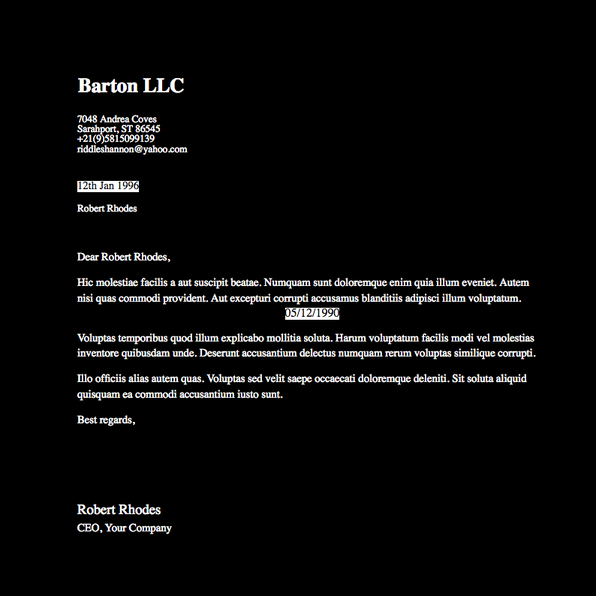 Barton LLC
7048 Andrea Coves
Sarahport, ST 86545
+21(9)5815099139
riddleshannon@yahoo.com
12th Jan 1996
Robert Rhodes
Dear Robert Rhodes,
Hic molestiae facilis a aut suscipit beatae. Numquam sunt doloremque enim quia illum eveniet. Autem
nisi quas commodi provident. Aut excepturi corrupti accusamus blanditiis adipisci illum voluptatum.
05/12/1990
Voluptas temporibus quod illum explicabo mollitia soluta. Harum voluptatum facilis modi vel molestias
inventore quibusdam unde. Deserunt accusantium delectus numquam rerum voluptas similique corrupti.
Illo officiis alias autem quas. Voluptas sed velit saepe occaecati doloremque deleniti. Sit soluta aliquid
quisquam ea commodi accusantium iusto sunt.
Best regards,
Robert Rhodes
CEO, Your Company